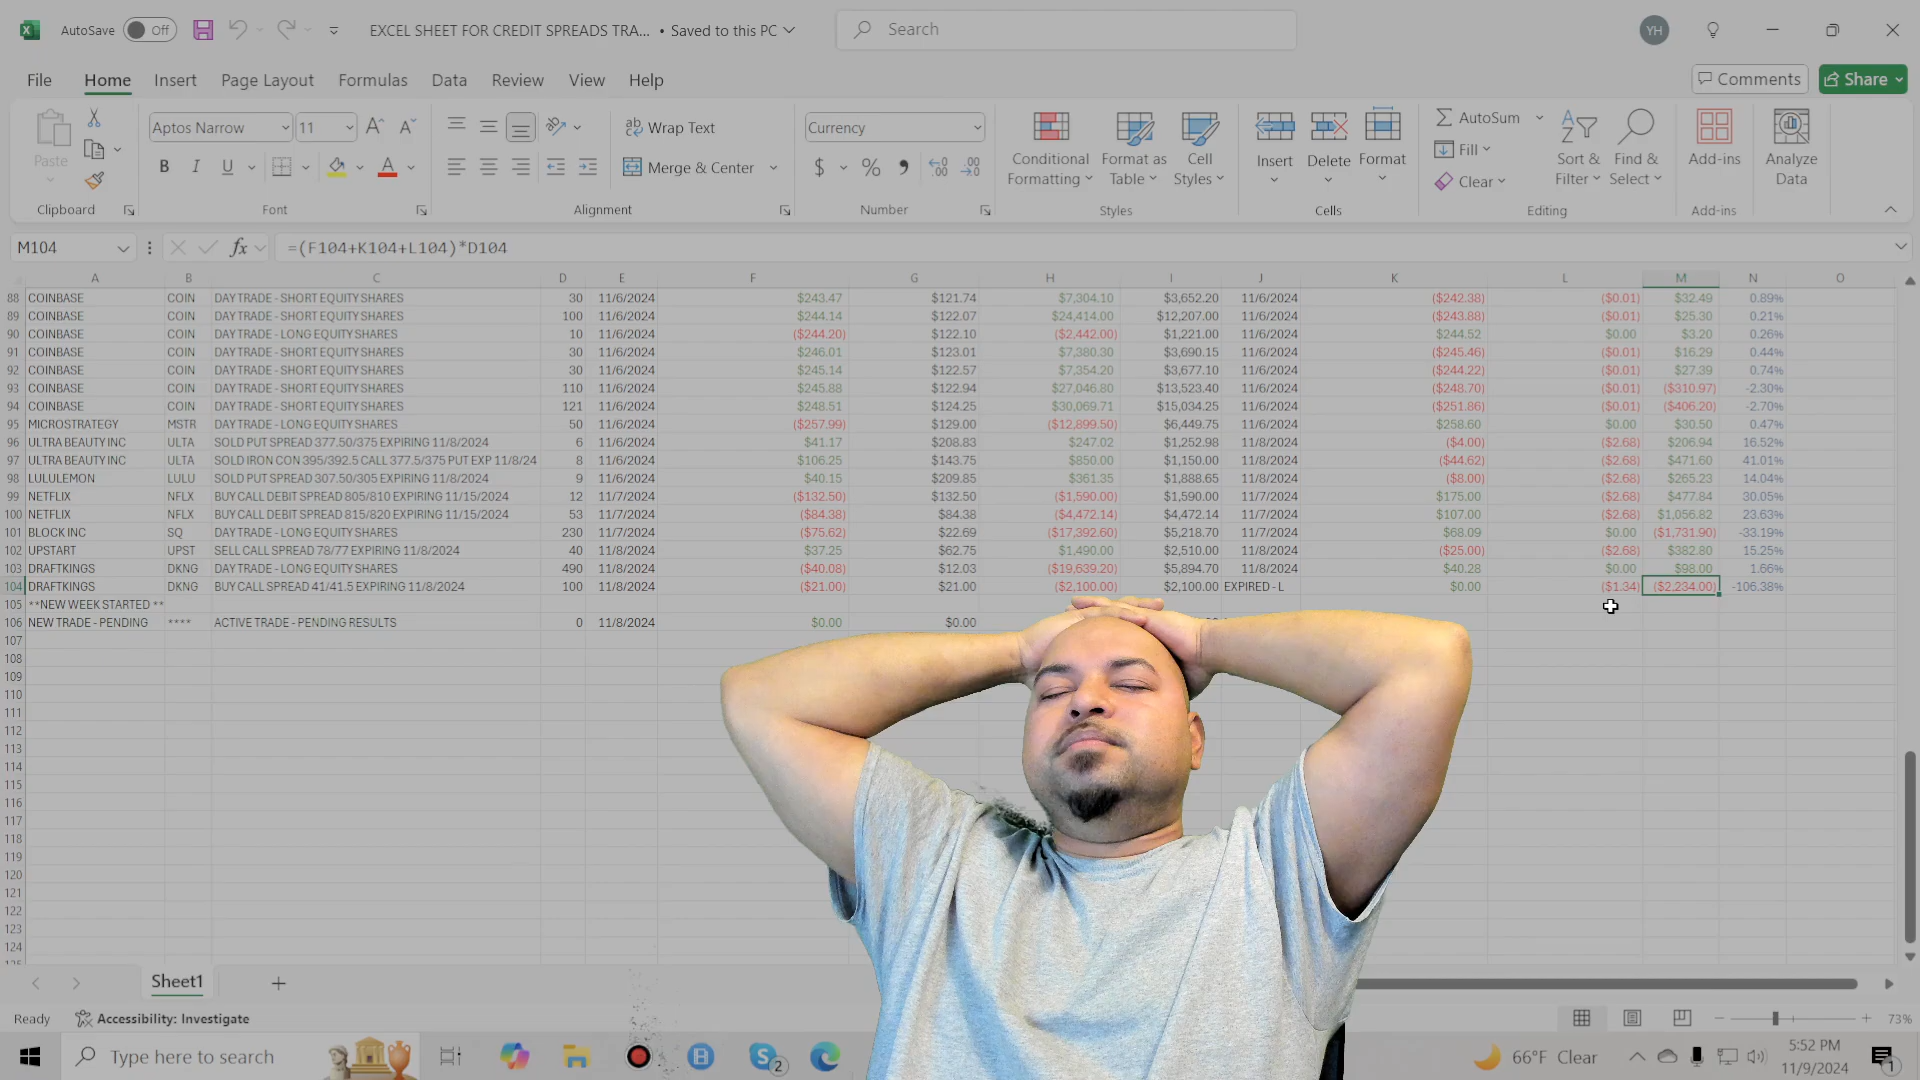 AutoSave Off EXCEL SHEET FOR CREDIT SPREADS TRA... • Saved to this PC Search YH
File Home Insert Page Layout Formulas Data Review View Help Comments Share
Paste Aptos Narrow 11 Wrap Text Currency Conditional Formatting Format as Table Cell Styles Insert Delete Format AutoSum Sort & Filter Find & Select Add-ins Analyze Data
B I U Merge & Center $ % Fill
Clear
Clipboard Font Alignment Number Styles Cells Editing Add-ins
M104 fx =(F104+K104+L104)*D104
A B C D E F G H I J K L M N O
88 COINBASE COIN DAY TRADE - SHORT EQUITY SHARES 30 11/6/2024 $243.47 $121.74 $7,304.10 $3,652.20 11/6/2024 ($242.38) ($0.01) $32.49 0.89%
89 COINBASE COIN DAY TRADE - SHORT EQUITY SHARES 100 11/6/2024 $244.14 $122.07 $24,414.00 $12,207.00 11/6/2024 ($243.88) ($0.01) $25.30 0.21%
90 COINBASE COIN DAY TRADE - LONG EQUITY SHARES 10 11/6/2024 ($244.20) $122.10 ($2,442.00) $1,221.00 11/6/2024 $244.52 $0.00 $3.20 0.26%
91 COINBASE COIN DAY TRADE - SHORT EQUITY SHARES 30 11/6/2024 $246.01 $123.01 $7,380.30 $3,690.15 11/6/2024 ($245.46) ($0.01) $16.29 0.44%
92 COINBASE COIN DAY TRADE - SHORT EQUITY SHARES 30 11/6/2024 $245.14 $122.57 $7,354.20 $3,677.10 11/6/2024 ($244.22) ($0.01) $27.39 0.74%
93 COINBASE COIN DAY TRADE - SHORT EQUITY SHARES 110 11/6/2024 $245.88 $122.94 $27,046.80 $13,523.40 11/6/2024 ($248.70) ($0.01) ($310.97) -2.30%
94 COINBASE COIN DAY TRADE - SHORT EQUITY SHARES 121 11/6/2024 $248.51 $124.25 $30,069.71 $15,034.25 11/6/2024 ($251.86) ($0.01) ($406.20) -2.70%
95 MICROSTRATEGY MSTR DAY TRADE - LONG EQUITY SHARES 50 11/6/2024 ($257.99) $129.00 ($12,899.50) $6,449.75 11/6/2024 $258.60 $0.00 $30.50 0.47%
96 ULTRA BEAUTY INC ULTA SOLD PUT SPREAD 377.50/375 EXPIRING 11/8/2024 6 11/6/2024 $41.17 $208.83 $247.02 $1,252.98 11/8/2024 ($4.00) ($2.68) $206.94 16.52%
97 ULTRA BEAUTY INC ULTA SOLD IRON CON 395/392.5 CALL 377.5/375 PUT EXP 11/8/24 8 11/6/2024 $106.25 $143.75 $850.00 $1,150.00 11/8/2024 ($44.62) ($2.68) $471.60 41.01%
98 LULULEMON LULU SOLD PUT SPREAD 307.50/305 EXPIRING 11/8/2024 9 11/6/2024 $40.15 $209.85 $361.35 $1,888.65 11/8/2024 ($8.00) ($2.68) $265.23 14.04%
99 NETFLIX NFLX BUY CALL DEBIT SPREAD 805/810 EXPIRING 11/15/2024 12 11/7/2024 ($132.50) $132.50 ($1,590.00) $1,590.00 11/7/2024 $175.00 ($2.68) $477.84 30.05%
100 NETFLIX NFLX BUY CALL DEBIT SPREAD 815/820 EXPIRING 11/15/2024 53 11/7/2024 ($84.38) $84.38 ($4,472.14) $4,472.14 11/7/2024 $107.00 ($2.68) $1,056.82 23.63%
101 BLOCK INC SQ DAY TRADE - LONG EQUITY SHARES 230 11/7/2024 ($75.62) $22.69 ($17,392.60) $5,218.70 11/7/2024 $68.09 $0.00 ($1,731.90) -33.19%
102 UPSTART UPST SELL CALL SPREAD 78/77 EXPIRING 11/8/2024 40 11/8/2024 $37.25 $62.75 $1,490.00 $2,510.00 11/8/2024 ($25.00) ($2.68) $382.80 15.25%
103 DRAFTKINGS DKNG DAY TRADE - LONG EQUITY SHARES 490 11/8/2024 ($40.08) $12.03 ($19,639.20) $5,894.70 11/8/2024 $40.28 $0.00 $98.00 1.66%
104 DRAFTKINGS DKNG BUY CALL SPREAD 41/41.5 EXPIRING 11/8/2024 100 11/8/2024 ($21.00) $21.00 ($2,100.00) $2,100.00 EXPIRED - L $0.00 ($1.34) ($2,234.00) -106.38%
105 **NEW WEEK STARTED **
106 NEW TRADE - PENDING **** ACTIVE TRADE - PENDING RESULTS 0 11/8/2024 $0.00 $0.00
107
108
109
110
111
112
113
114
115
116
117
118
119
120
121
122
123
124
Sheet1
Ready Accessibility: Investigate 73%
Type here to search 2 66°F Clear 5:52 PM
11/9/2024 1